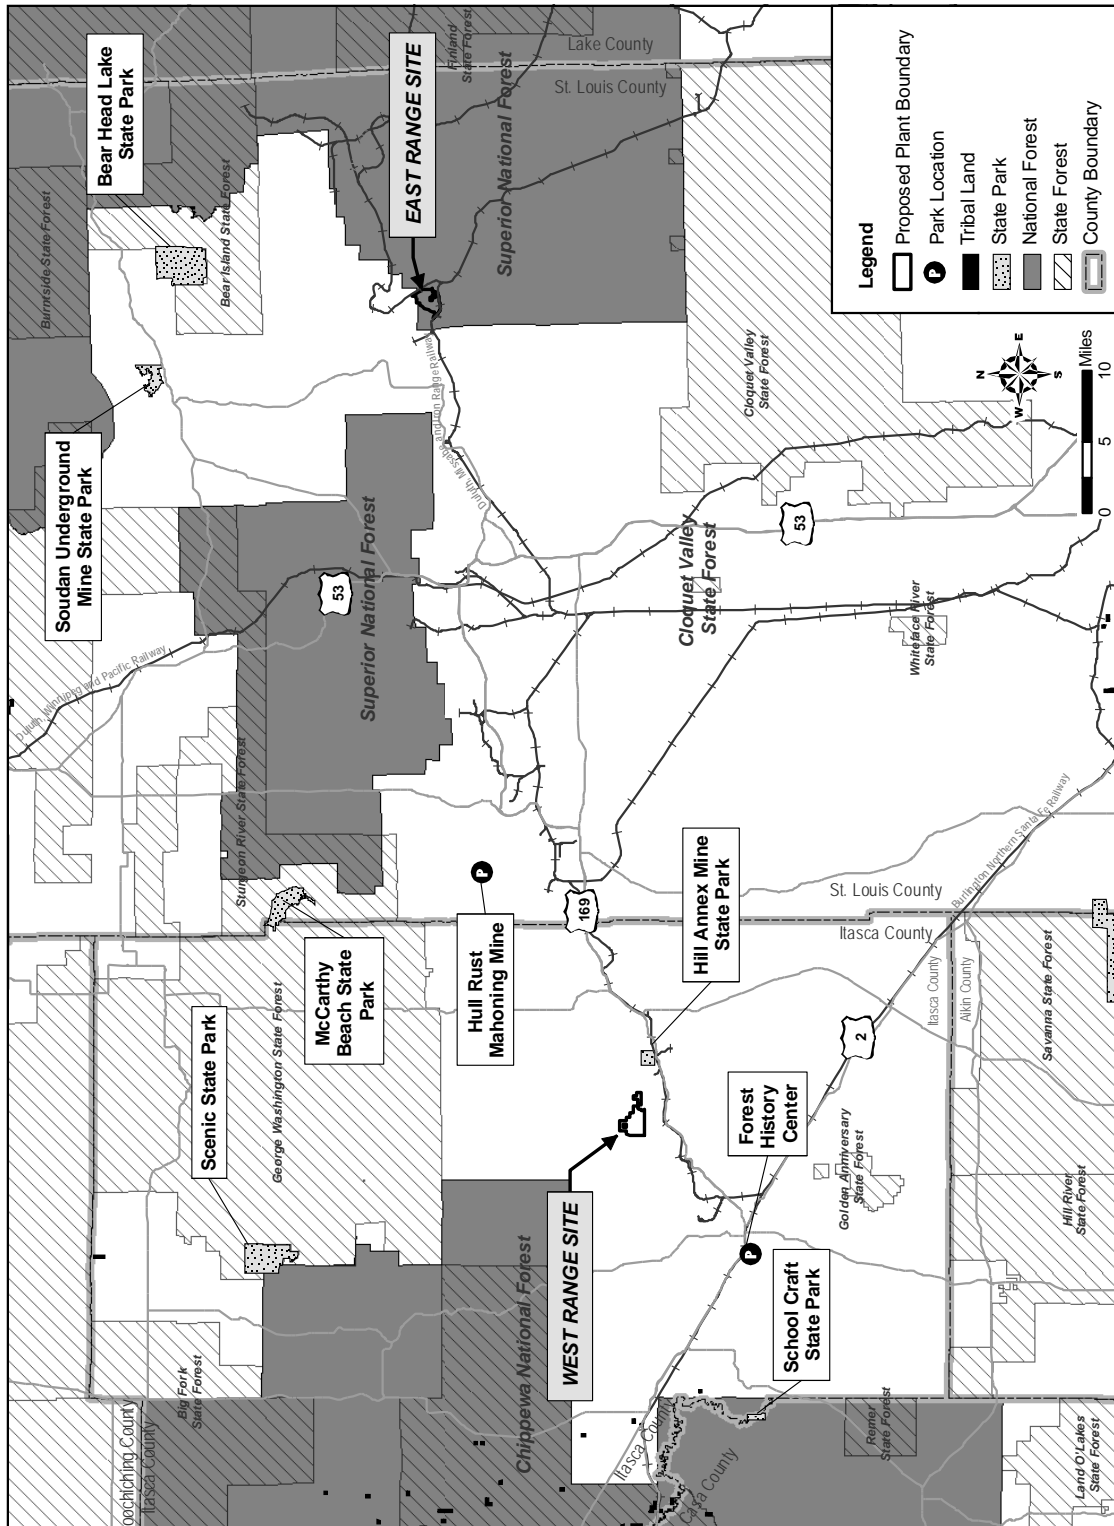 Lake County
St. Louis County
Finland
State Forest
Bear Head Lake
State Park
EAST RANGE SITE
Superior National Forest
Burntside State Forest
Bear Island State Forest
Soudan Underground
Mine State Park
Duluth, Missabe and Iron Range Railway
Cloquet Valley
State Forest
Superior National Forest
53
Cloquet Valley
State Forest
53
Whiteface River
State Forest
Duluth, Winnipeg and Pacific Railway
Sturgeon River State Forest
McCarthy
Beach State
Park
P
Hull Rust
Mahoning Mine
169
Hill Annex Mine
State Park
St. Louis County
Itasca County
Burlington Northern Santa Fe Railway
Itasca County
Aitkin County
Savanna State Forest
Scenic State Park
George Washington State Forest
2
Forest
History
Center
Golden Anniversary
State Forest
Hill River
State Forest
WEST RANGE SITE
Chippewa National Forest
P
School Craft
State Park
Big Fork
State Forest
oochiching County
Itasca County
Itasca County
Remer
State Forest
Land O'Lakes
State Forest
Legend
Proposed Plant Boundary
P Park Location
Tribal Land
State Park
National Forest
State Forest
County Boundary
N
E
S
W
Miles
0 5 10